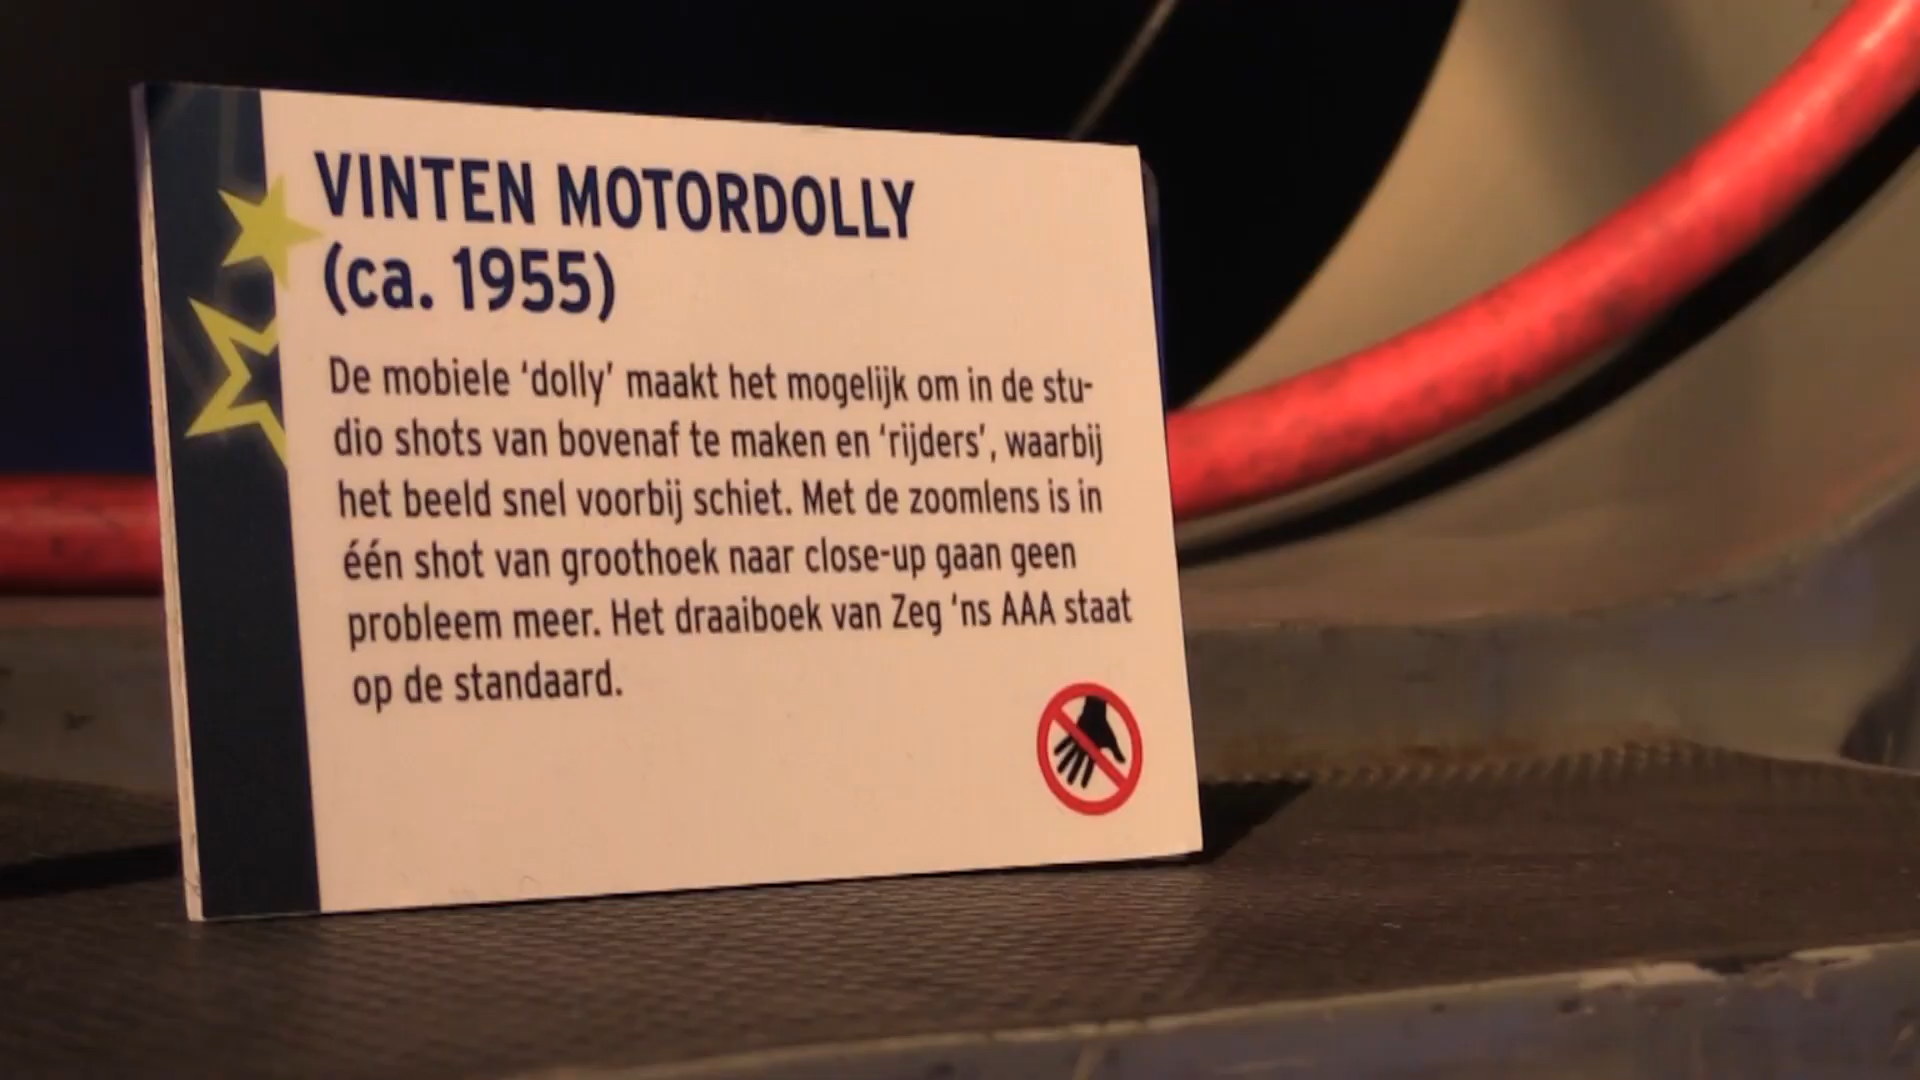 VINTEN MOTORDOLLY
(ca. 1955)
De mobiele ‘dolly’ maakt het mogelijk om in de stu-
dio shots van bovenaf te maken en ‘rijders’, waarbij
het beeld snel voorbij schiet. Met de zoomlens is in
één shot van groothoek naar close-up gaan geen
probleem meer. Het draaiboek van Zeg ‘ns AAA staat
op de standaard.